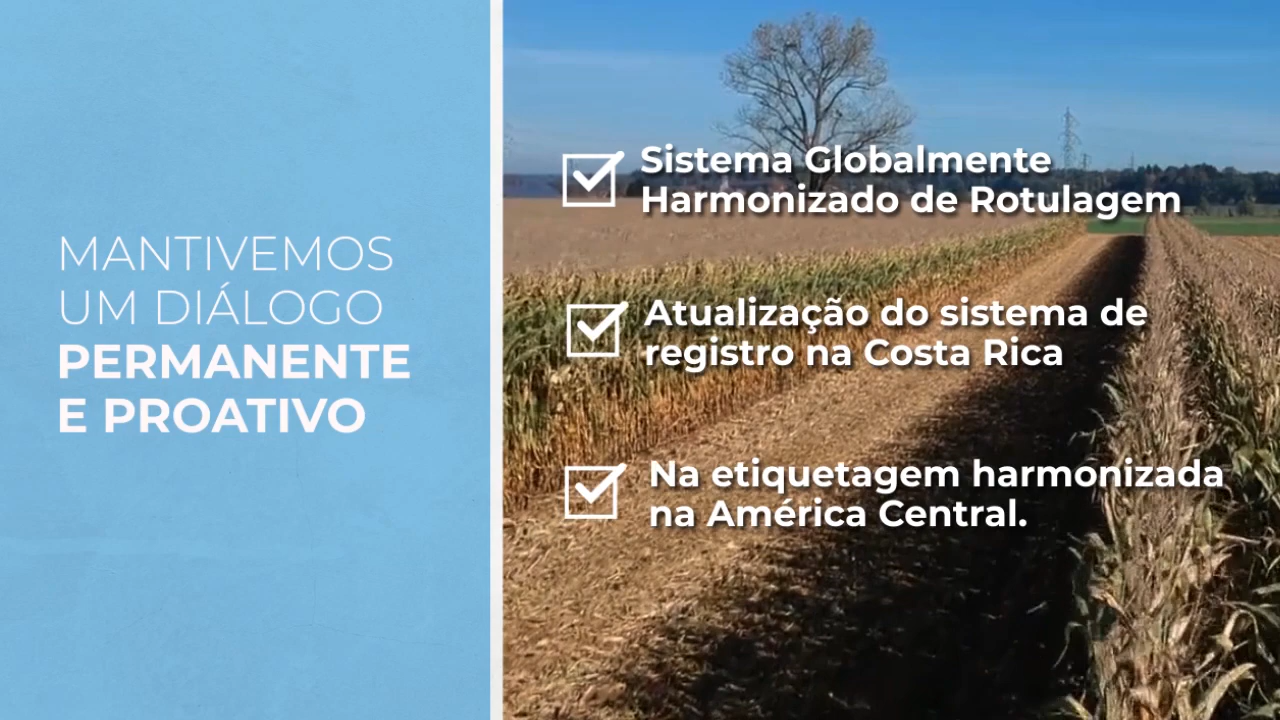 MANTIVEMOS
UM DIÁLOGO
PERMANENTE
E PROATIVO
Sistema Globalmente
Harmonizado de Rotulagem
Atualização do sistema de
registro na Costa Rica
Na etiquetagem harmonizada
na América Central.